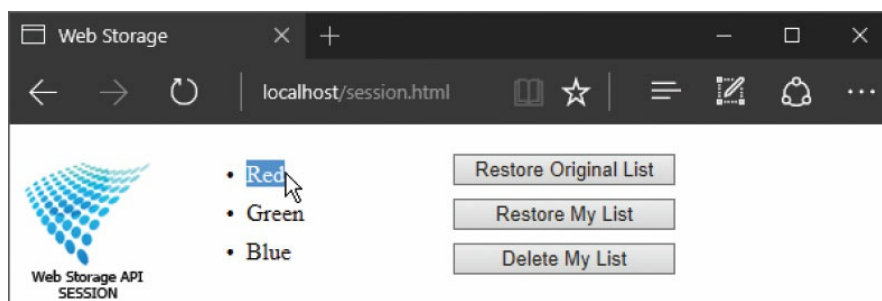 Web Storage
localhost/session.html
• Red
• Green
• Blue
Restore Original List
Restore My List
Delete My List
Web Storage API
SESSION